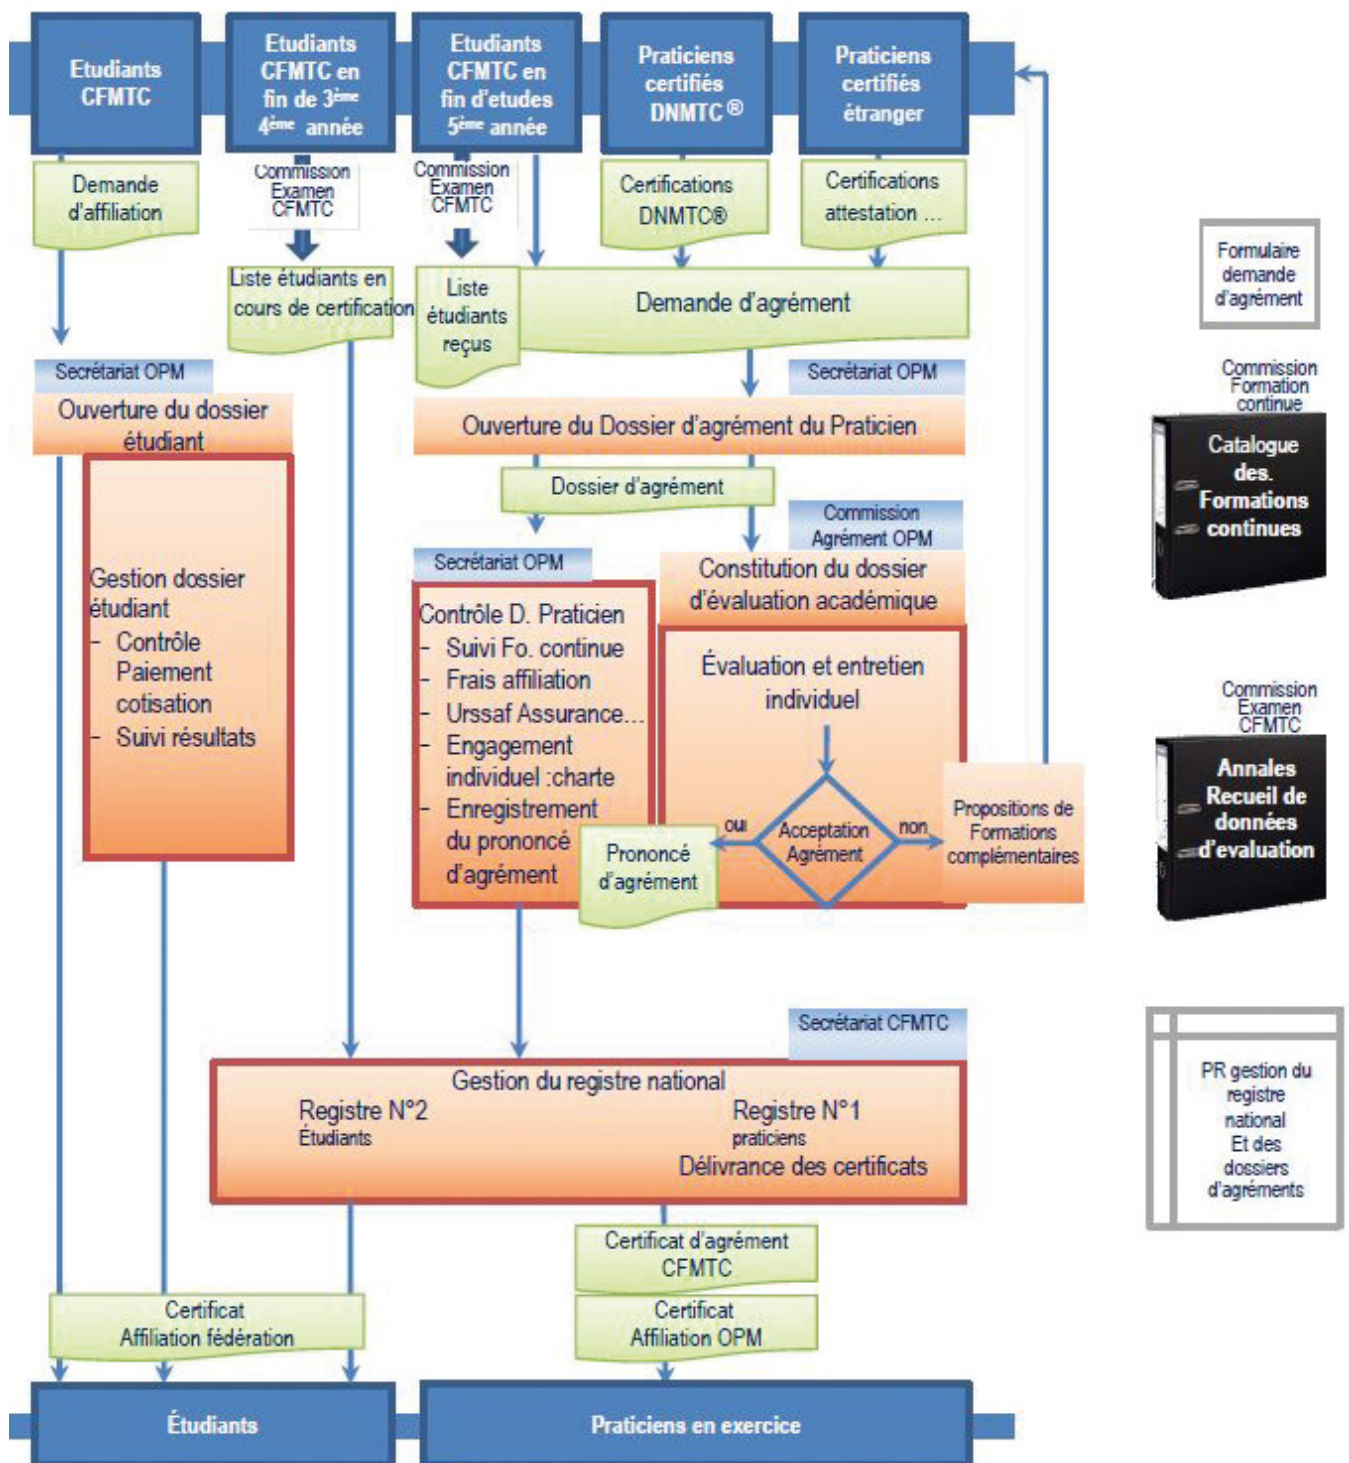 Etudiants
CFMTC
Etudiants
CFMTC en
fin de 3ème
4ème année
Etudiants
CFMTC en
fin d'etudes
5ème année
Praticiens
certifiés
DNMTC ®
Praticiens
certifiés
étranger
Demande
d'affiliation
Commission
Examen
CFMTC
Commission
Examen
CFMTC
Certifications
DNMTC®
Certifications
attestation ...
Liste étudiants en
cours de certification
Liste
étudiants
reçus
Demande d'agrément
Formulaire
demande
d'agrément
Secrétariat OPM
Ouverture du dossier
étudiant
Secrétariat OPM
Ouverture du Dossier d'agrément du Praticien
Dossier d'agrément
Commission
Formation
continue
Catalogue
des.
Formations
continues
Gestion dossier
étudiant
- Contrôle
Paiement
cotisation
- Suivi résultats
Secrétariat OPM
Contrôle D. Praticien
- Suivi Fo. continue
- Frais affiliation
- Urssaf Assurance...
- Engagement
individuel :charte
- Enregistrement
du prononcé
d'agrément
Commission
Agrément OPM
Constitution du dossier
d'évaluation académique
Évaluation et entretien
individuel
oui
Acceptation
Agrément
non
Prononcé
d'agrément
Propositions de
Formations
complémentaires
Commission
Examen
CFMTC
Annales
Recueil de
données
d'evaluation
Secrétariat CFMTC
Gestion du registre national
Registre N°2
Étudiants
Registre N°1
praticiens
Délivrance des certificats
PR gestion du
registre
national
Et des
dossiers
d'agréments
Certificat d'agrément
CFMTC
Certificat
Affiliation fédération
Certificat
Affiliation OPM
Étudiants
Praticiens en exercice